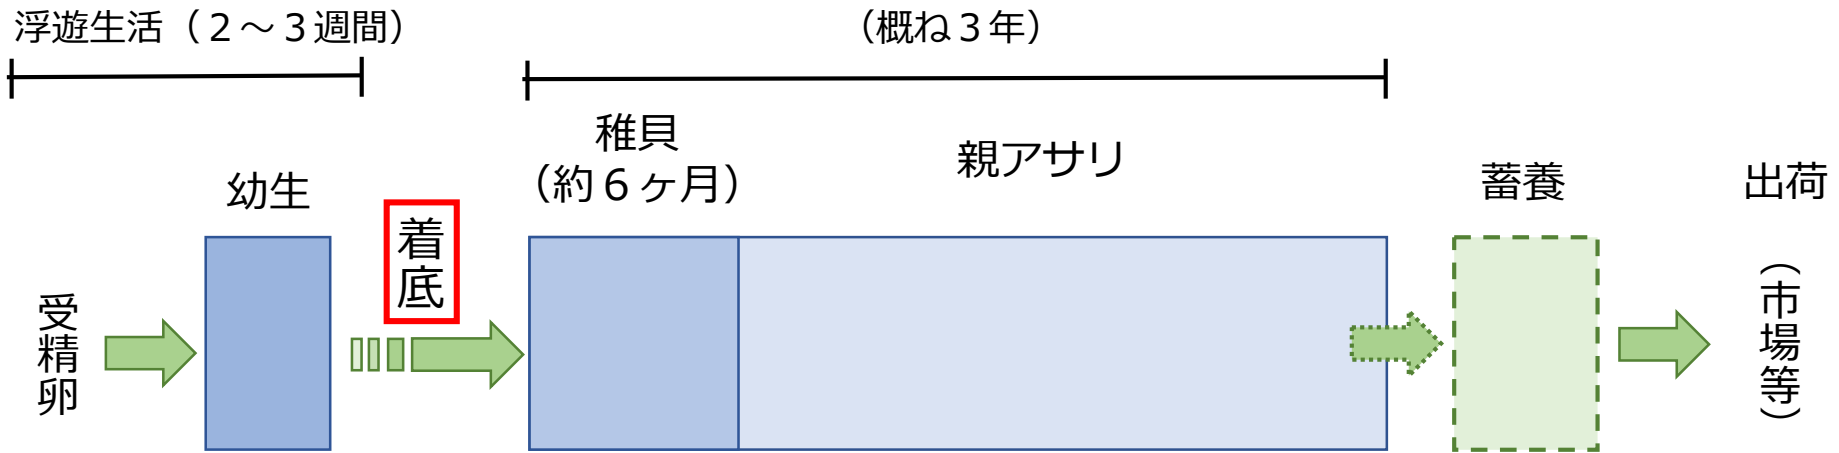 浮遊生活（２～３週間）
（概ね３年）
稚貝
（約６ヶ月）
親アサリ
幼生
着底
受精卵
蓄養
出荷
（市場等）